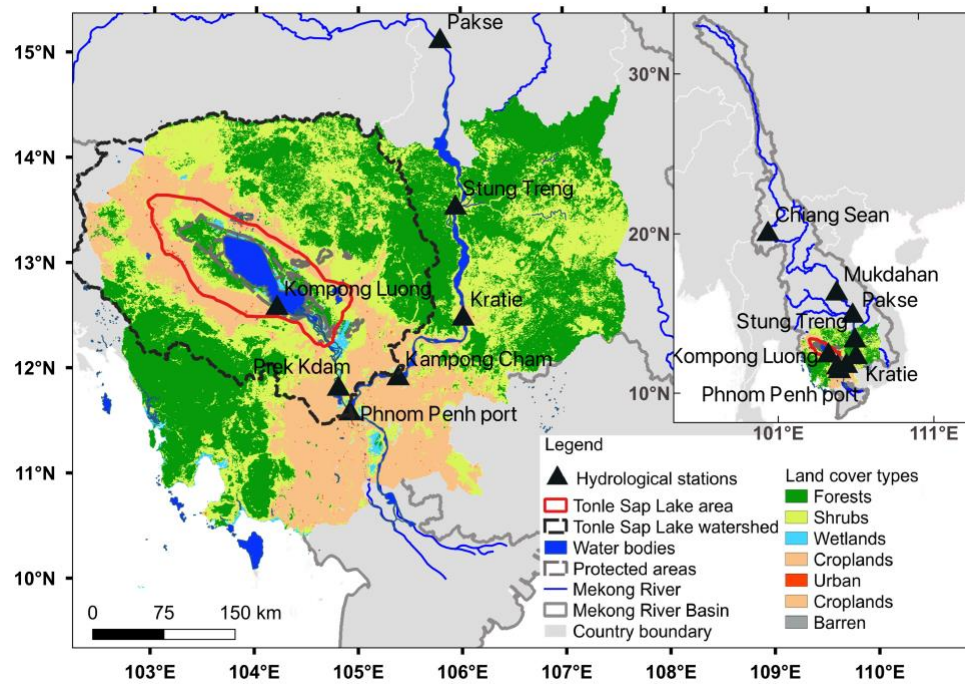 Pakse
15°N
14°N
13°N
12°N
11°N
10°N
Stung Treng
Kompong Luong
Kratie
Prek Kdam
Kampong Cham
Phnom Penh port
0 75 150 km
103°E 104°E 105°E 106°E 107°E 108°E 109°E 110°E
30°N
20°N
10°N
Chiang Sean
Mukdahan
Pakse
Stung Treng
Kompong Luong
Kratie
Phnom Penh port
101°E 111°E
Legend
Hydrological stations
Tonle Sap Lake area
Tonle Sap Lake watershed
Water bodies
Protected areas
Mekong River
Mekong River Basin
Country boundary
Land cover types
Forests
Shrubs
Wetlands
Croplands
Urban
Croplands
Barren